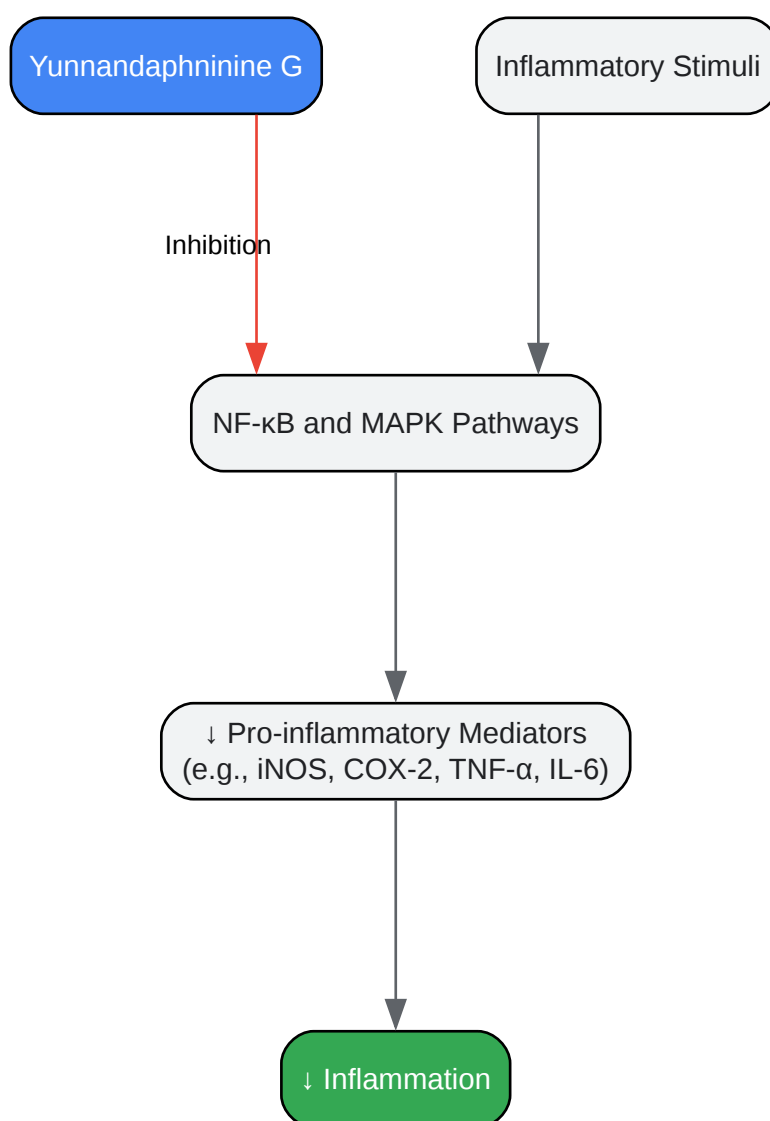 Yunnandaphninine G
Inflammatory Stimuli
Inhibition
NF-κB and MAPK Pathways
↓ Pro-inflammatory Mediators
(e.g., iNOS, COX-2, TNF-α, IL-6)
↓ Inflammation